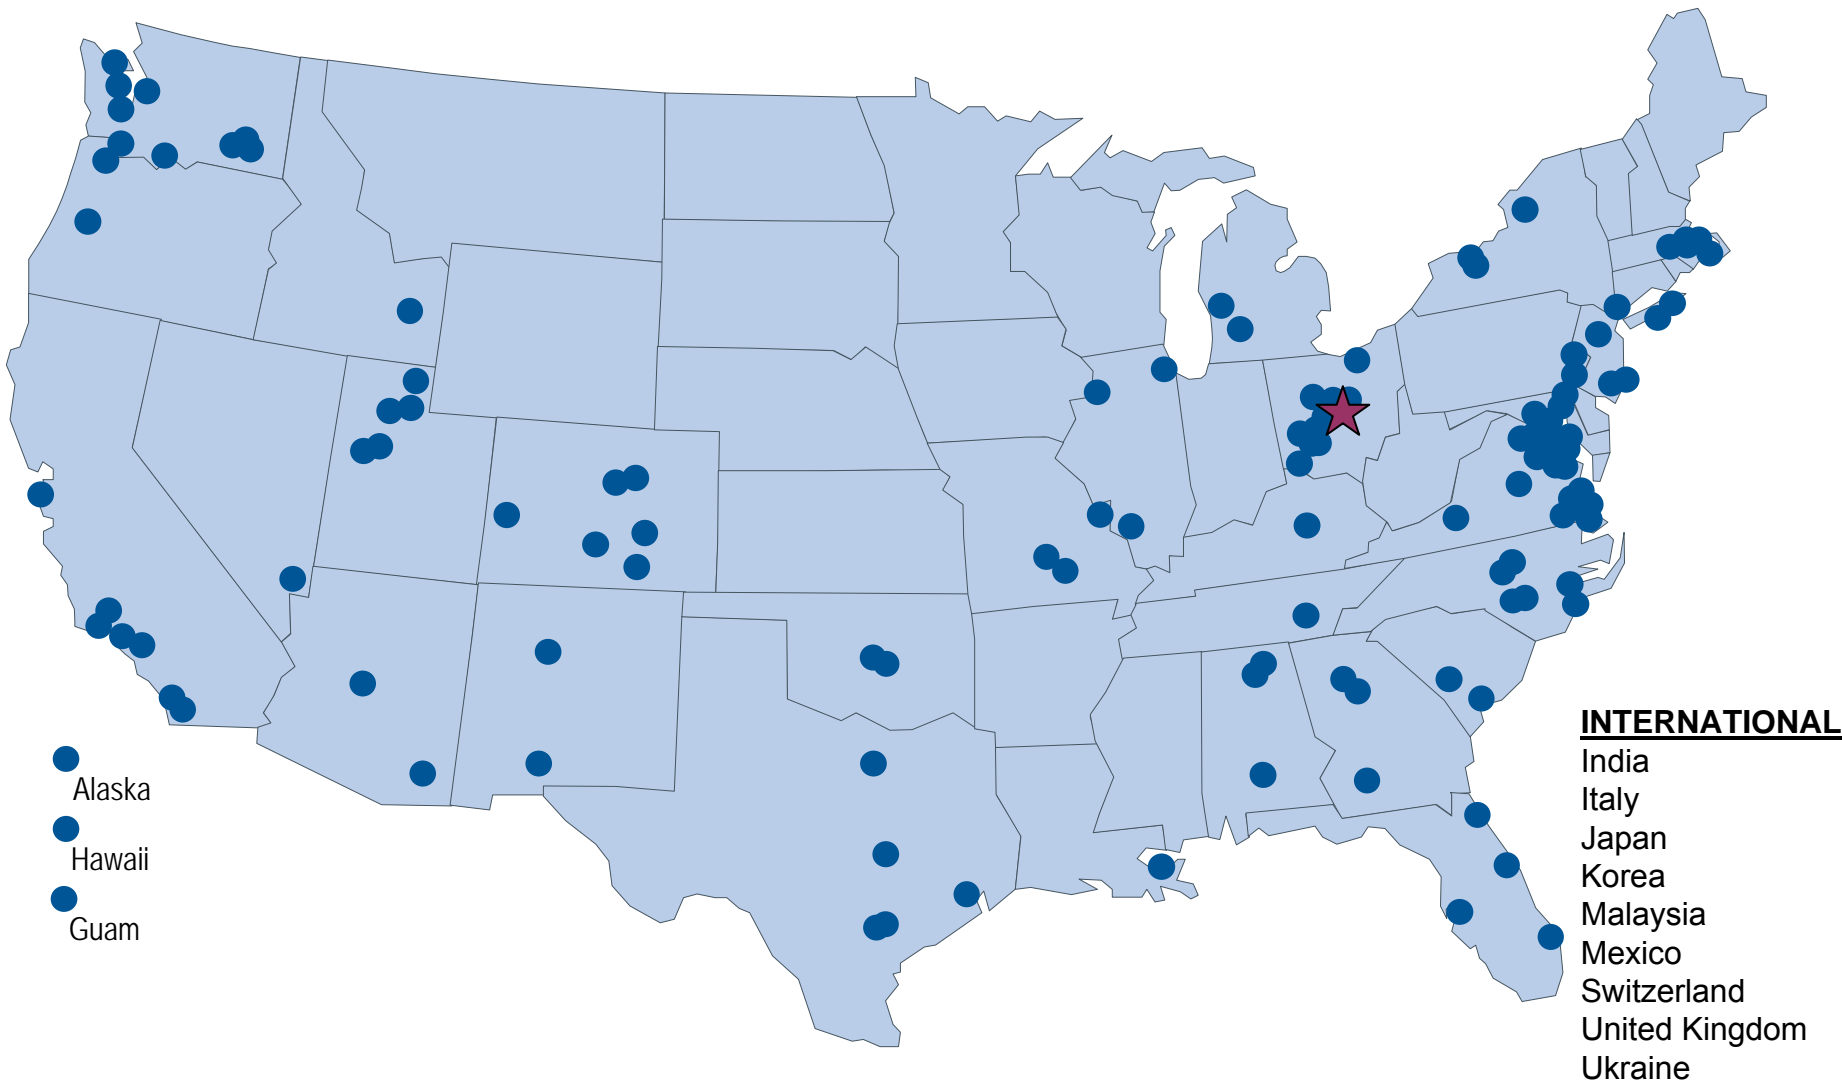 Alaska
Hawaii
Guam
INTERNATIONAL
India
Italy
Japan
Korea
Malaysia
Mexico
Switzerland
United Kingdom
Ukraine